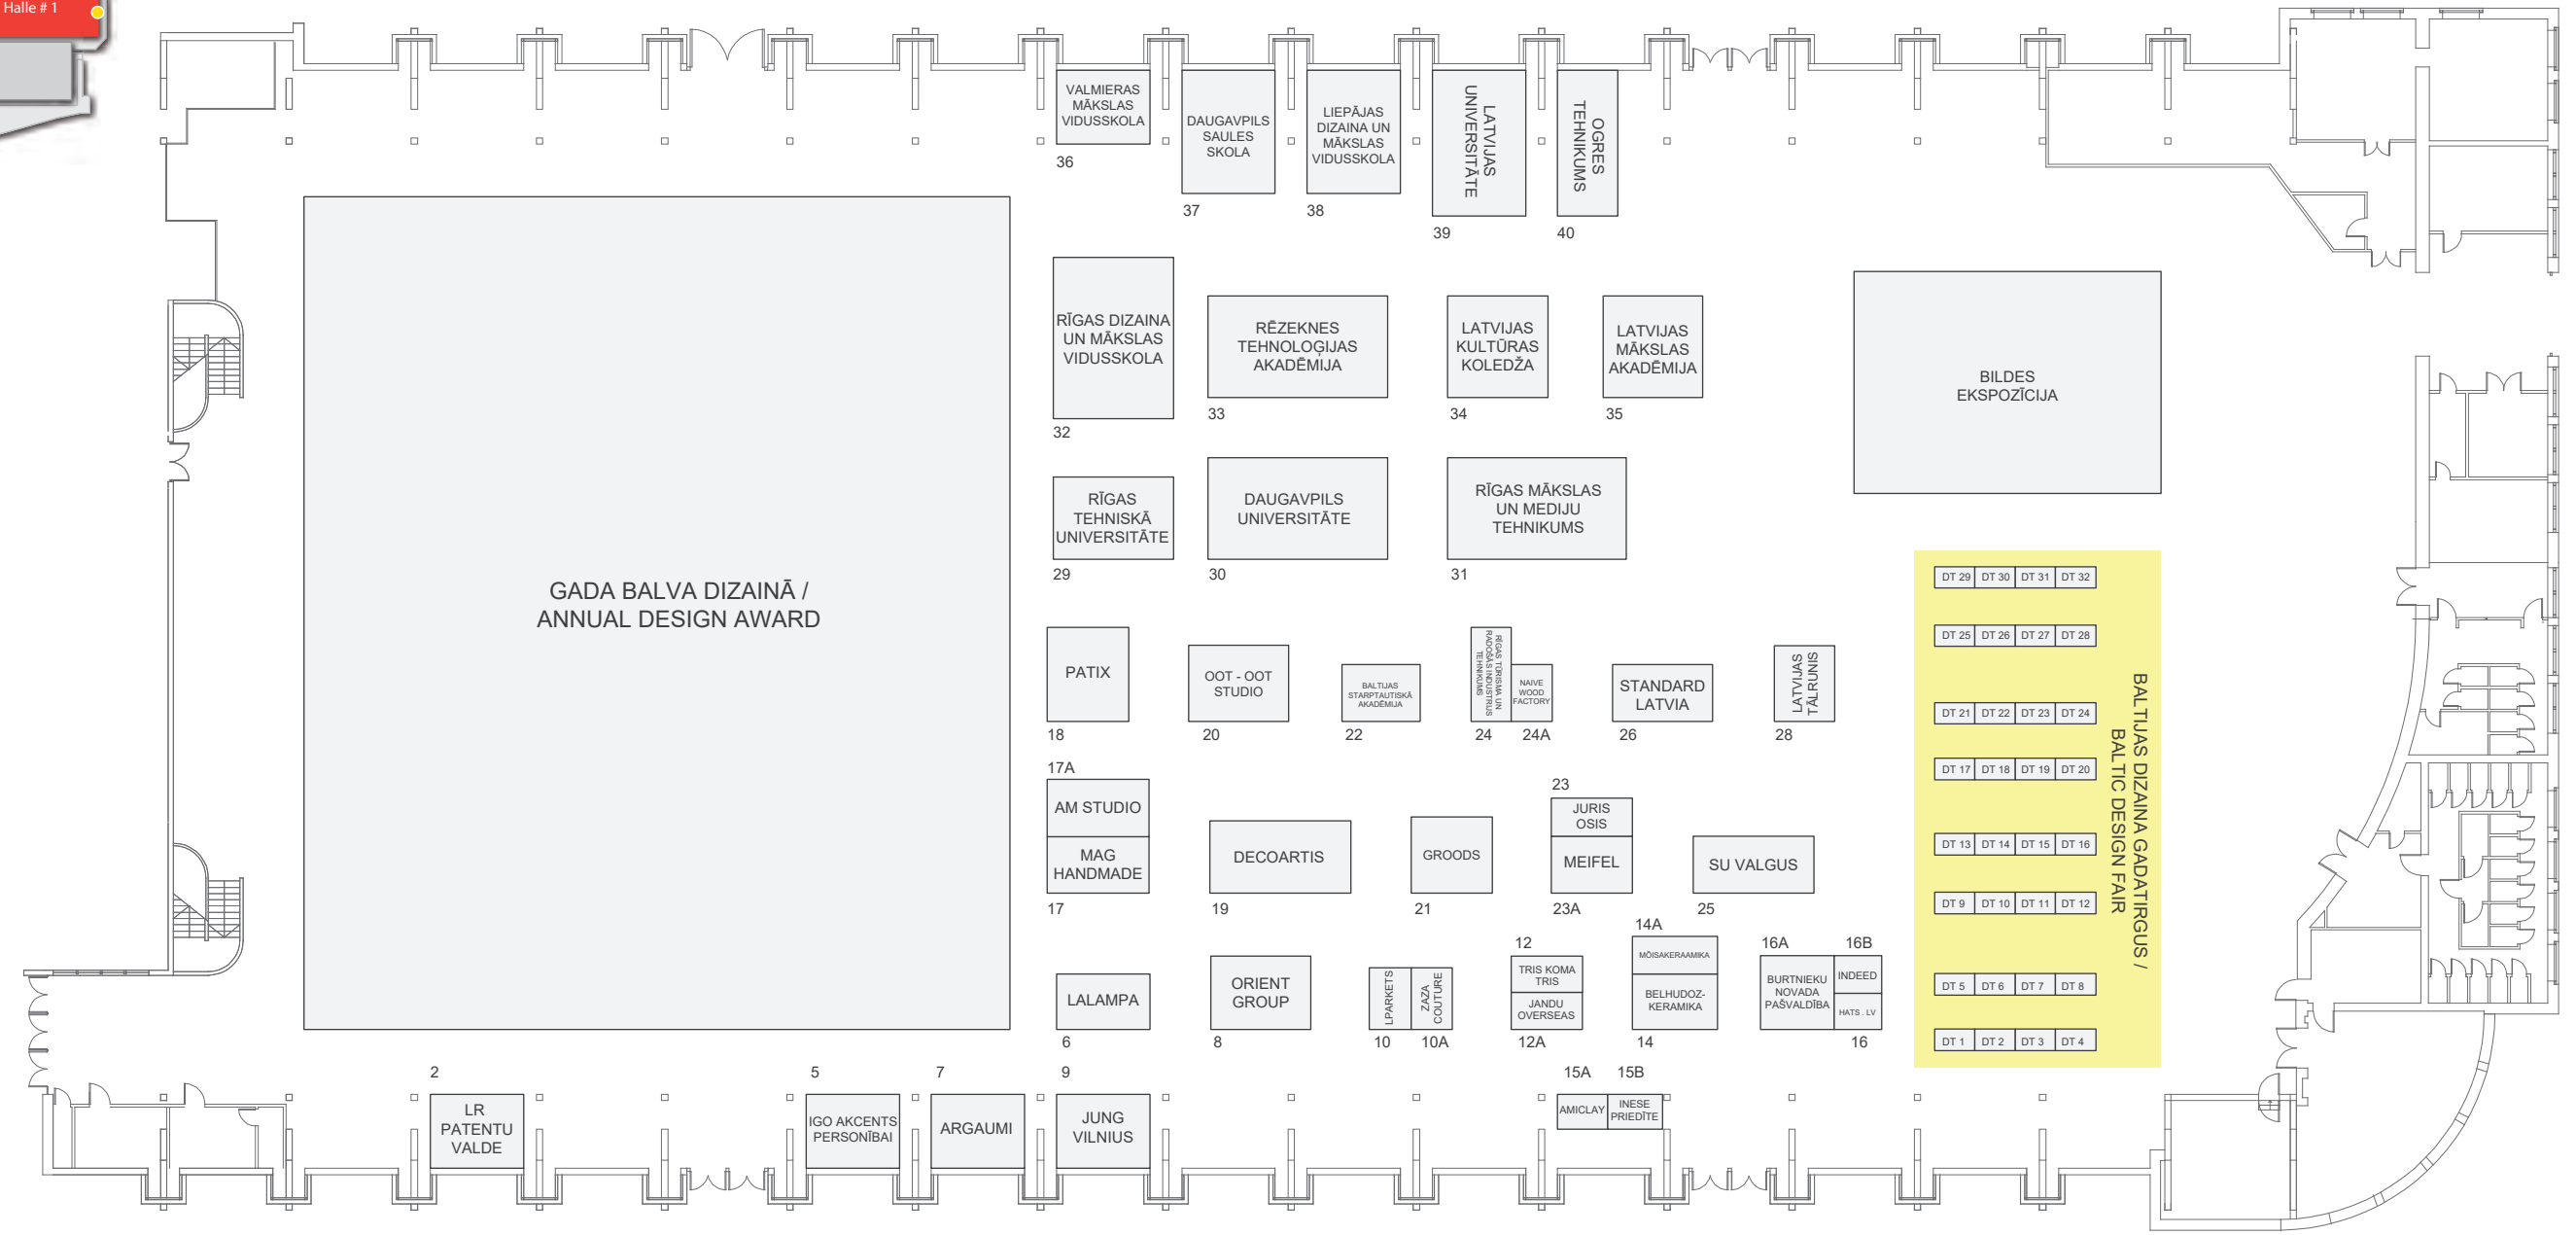 Halle # 1
VALMIERAS
MĀKSLAS
VIDUSSKOLA
36
DAUGAVPILS
SAULES
SKOLA
37
LIEPĀJAS
DIZAINA UN
MĀKSLAS
VIDUSSKOLA
38
LATVIJAS
UNIVERSITĀTE
39
OGRES
TEHNIKUMS
40
RĪGAS DIZAINA
UN MĀKSLAS
VIDUSSKOLA
32
RĒZEKNES
TEHNOLOĢIJAS
AKADĒMIJA
33
LATVIJAS
KULTŪRAS
KOLEDŽA
34
LATVIJAS
MĀKSLAS
AKADĒMIJA
35
BILDES
EKSPOZĪCIJA
RĪGAS
TEHNISKĀ
UNIVERSITĀTE
29
DAUGAVPILS
UNIVERSITĀTE
30
RĪGAS MĀKSLAS
UN MEDIJU
TEHNIKUMS
31
GADA BALVA DIZAINĀ /
ANNUAL DESIGN AWARD
PATIX
18
OOT - OOT
STUDIO
20
BALTIJAS
STARPTAUTISKĀ
AKADĒMIJA
22
RĪGAS TŪRISMA UN
RADOŠĀS INDUSTRIJS
TEHNIKUMS
24
NAIVE
WOOD
FACTORY
24A
STANDARD
LATVIA
26
LATVIJAS
TĀLRUNIS
28
17A
AM STUDIO
MAG
HANDMADE
17
DECOARTIS
19
GROODS
21
23
JURIS
OSIS
MEIFEL
23A
SU VALGUS
25
LALAMPA
6
ORIENT
GROUP
8
LPARKETS
10
ZAZA
COUTURE
10A
12
TRIS KOMA
TRIS
JANDU
OVERSEAS
12A
14A
MÕISAKERAAMIKA
BELHUDOZ-
KERAMIKA
14
16A
BURTNIEKU
NOVADA
PAŠVALDĪBA
16B
INDEED
HATS . LV
16
2
LR
PATENTU
VALDE
5
IGO AKCENTS
PERSONĪBAI
7
ARGAUMI
9
JUNG
VILNIUS
15A
AMICLAY
15B
INESE
PRIEDĪTE
DT 29 DT 30 DT 31 DT 32
DT 25 DT 26 DT 27 DT 28
DT 21 DT 22 DT 23 DT 24
DT 17 DT 18 DT 19 DT 20
DT 13 DT 14 DT 15 DT 16
DT 9 DT 10 DT 11 DT 12
DT 5 DT 6 DT 7 DT 8
DT 1 DT 2 DT 3 DT 4
BALTIJAS DIZAINA GADATIRGUS /
BALTIC DESIGN FAIR